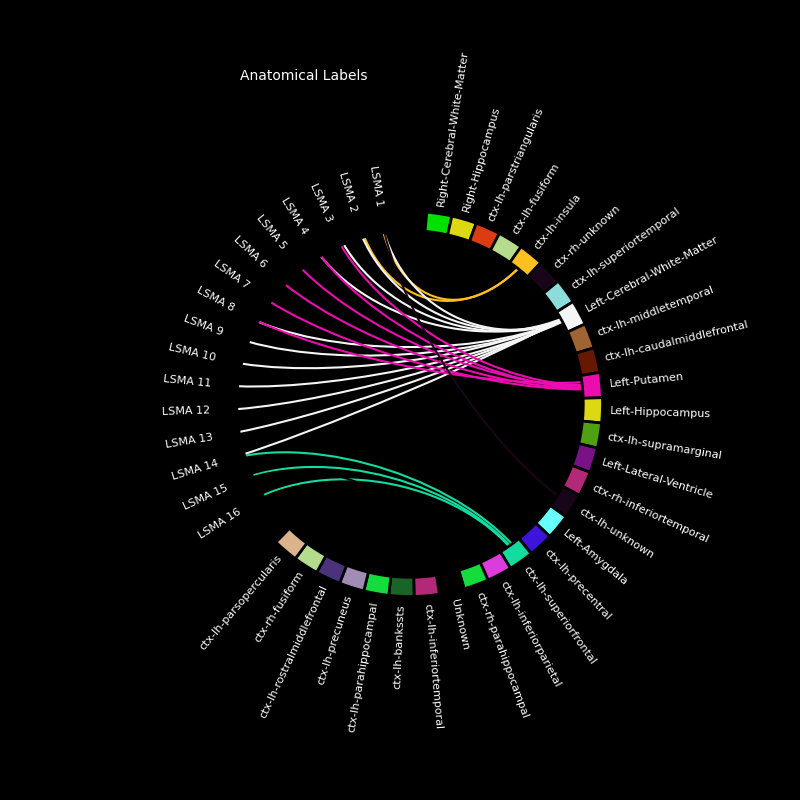 Anatomical Labels
LSMA 1
LSMA 2
LSMA 3
LSMA 4
LSMA 5
LSMA 6
LSMA 7
LSMA 8
LSMA 9
LSMA 10
LSMA 11
LSMA 12
LSMA 13
LSMA 14
LSMA 15
LSMA 16
Right-Cerebral-White-Matter
Right-Hippocampus
ctx-lh-parstriangularis
ctx-lh-fusiform
ctx-lh-insula
ctx-rh-unknown
ctx-lh-superiortemporal
Left-Cerebral-White-Matter
ctx-lh-middletemporal
ctx-lh-caudalmiddlefrontal
Left-Putamen
Left-Hippocampus
ctx-lh-supramarginal
Left-Lateral-Ventricle
ctx-rh-inferiortemporal
ctx-lh-unknown
Left-Amygdala
ctx-lh-precentral
ctx-lh-superiorfrontal
ctx-lh-inferiorparietal
ctx-rh-parahippocampal
Unknown
ctx-lh-inferiortemporal
ctx-lh-bankssts
ctx-lh-parahippocampal
ctx-lh-precuneus
ctx-lh-rostralmiddlefrontal
ctx-rh-fusiform
ctx-lh-parsopercularis